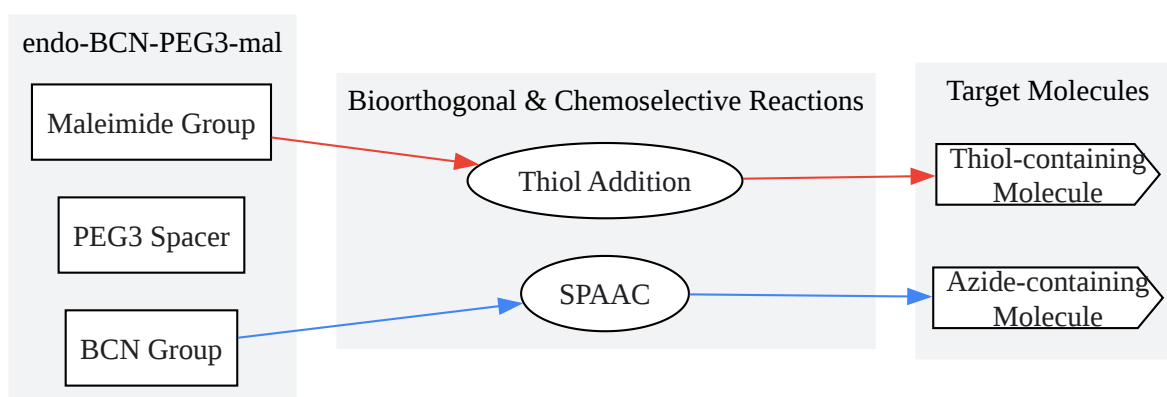 endo-BCN-PEG3-mal
Maleimide Group
PEG3 Spacer
BCN Group
Bioorthogonal & Chemoselective Reactions
Thiol Addition
SPAAC
Target Molecules
Thiol-containing
Molecule
Azide-containing
Molecule